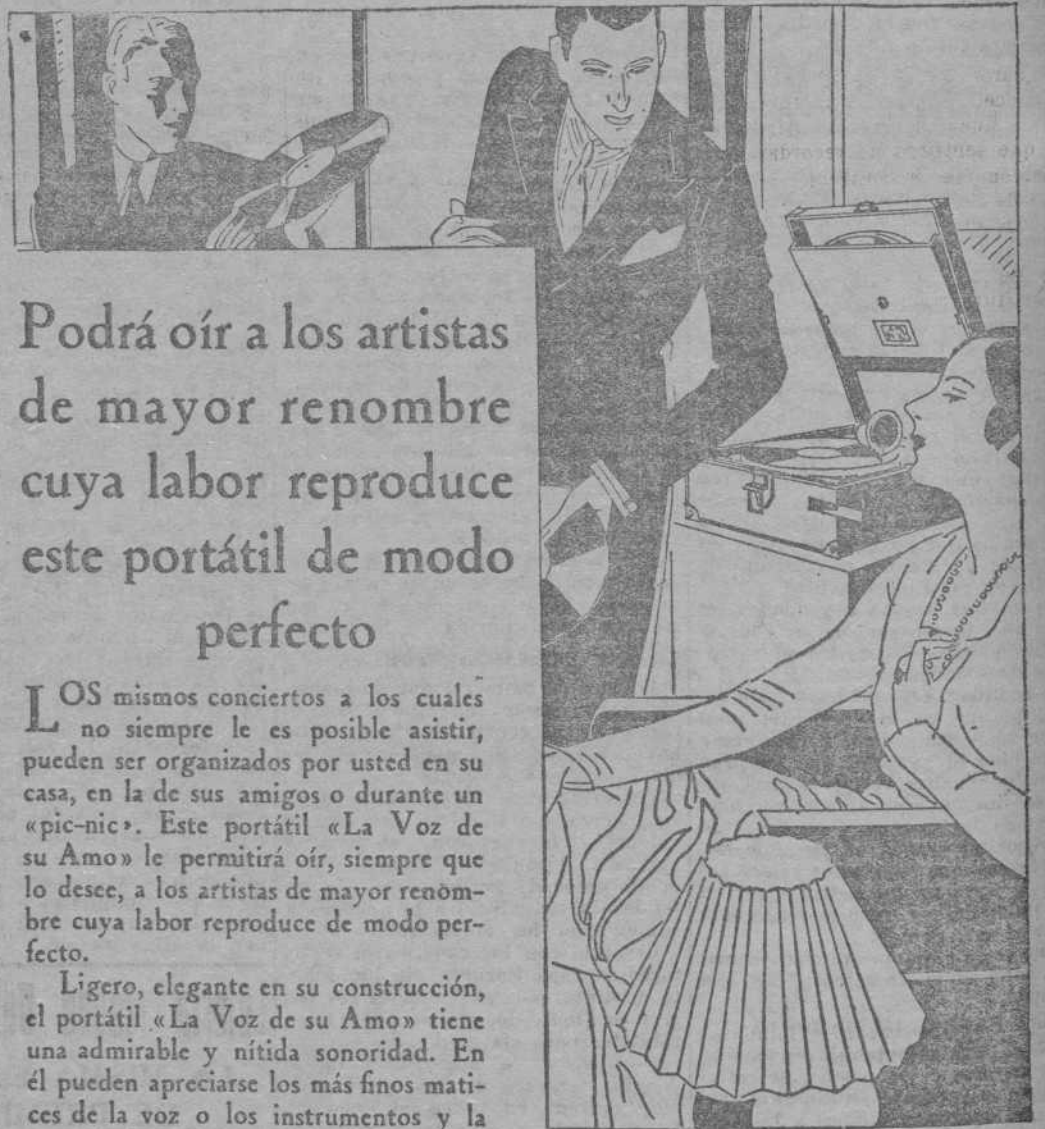 Podrá oír a los artistas
de mayor renombre
cuya labor reproduce
este portátil de modo
perfecto
LOS mismos conciertos a los cuales
no siempre le es posible asistir,
pueden ser organizados por usted en su
casa, en la de sus amigos o durante un
«pic-nic». Este portátil «La Voz de
su Amo» le permitirá oír, siempre que
lo desee, a los artistas de mayor renom-
bre cuya labor reproduce de modo per-
fecto.
Ligero, elegante en su construcción,
el portátil «La Voz de su Amo» tiene
una admirable y nítida sonoridad. En
él pueden apreciarse los más finos mati-
ces de la voz o los instrumentos y la